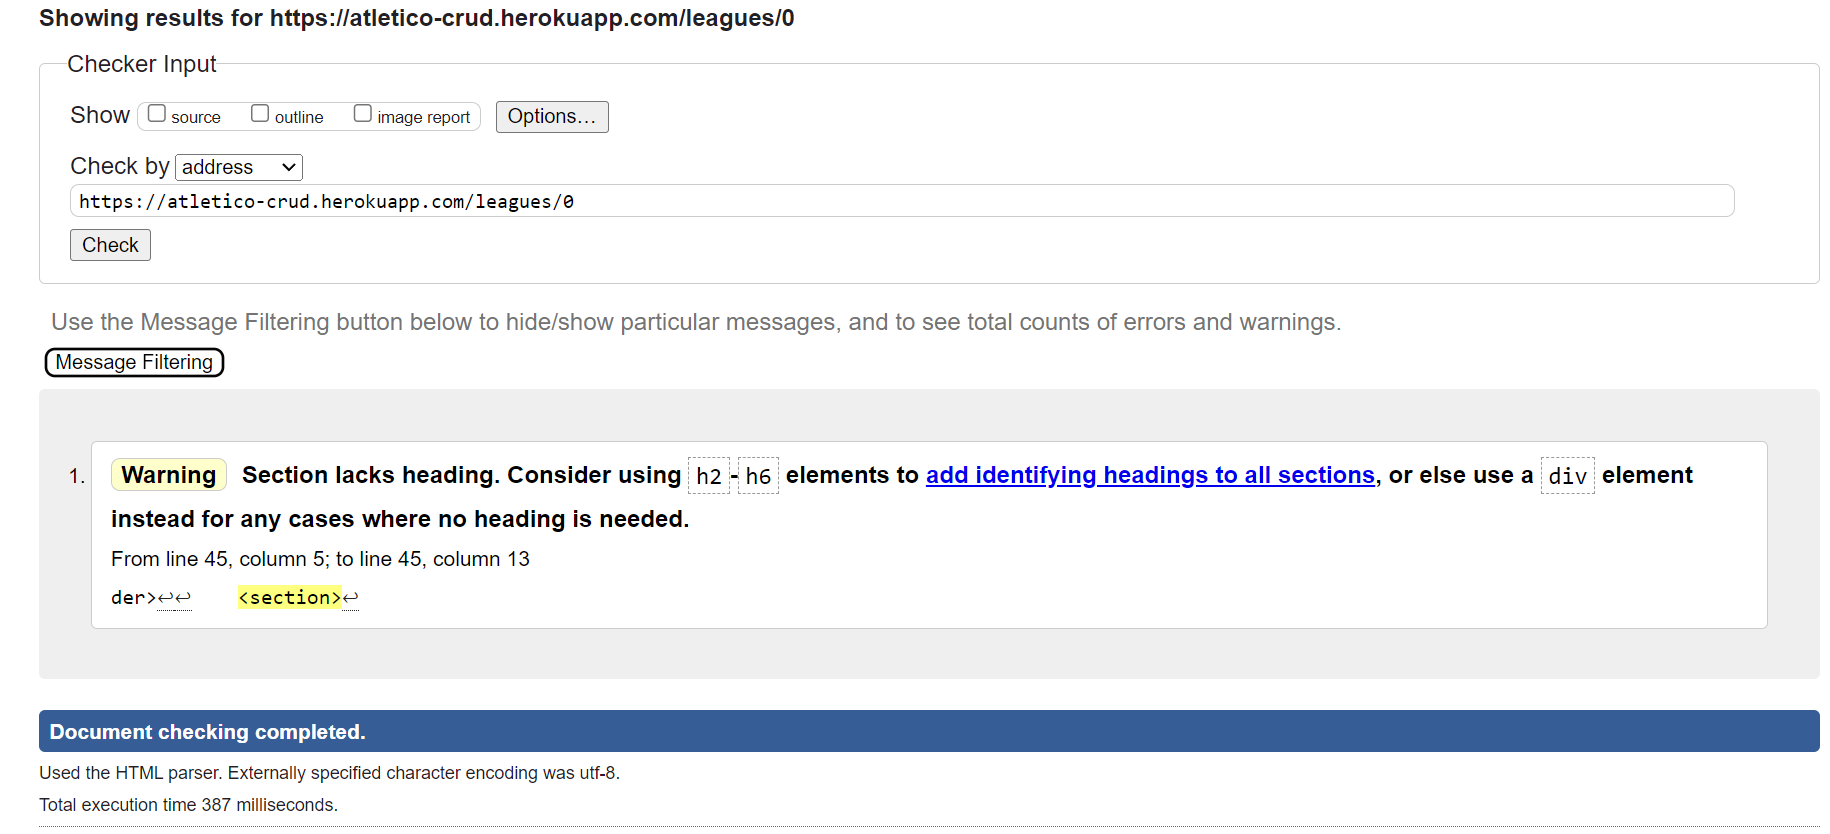 Showing results for https://atletico-crud.herokuapp.com/leagues/0
Checker Input
Show source outline image report Options...
Check by address
https://atletico-crud.herokuapp.com/leagues/0
Check
Use the Message Filtering button below to hide/show particular messages, and to see total counts of errors and warnings.
Message Filtering
1. Warning Section lacks heading. Consider using h2-h6 elements to add identifying headings to all sections, or else use a div element
instead for any cases where no heading is needed.
From line 45, column 5; to line 45, column 13
der>↩↩ <section>↩
Document checking completed.
Used the HTML parser. Externally specified character encoding was utf-8.
Total execution time 387 milliseconds.